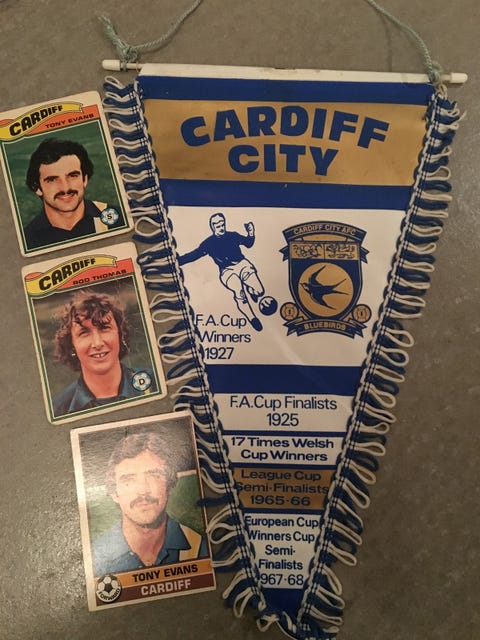 CARDIFF
TONY EVANS
S
CARDIFF
ROD THOMAS
D
TONY EVANS
CARDIFF
FORWARD
CARDIFF
CITY
CARDIFF CITY AFC
BLUEBIRDS
F.A.Cup
Winners
1927
F.A.Cup Finalists
1925
17 Times Welsh
Cup Winners
League Cup
Semi-Finalists
1965-66
European Cup
Winners Cup
Semi-
Finalists
967-68